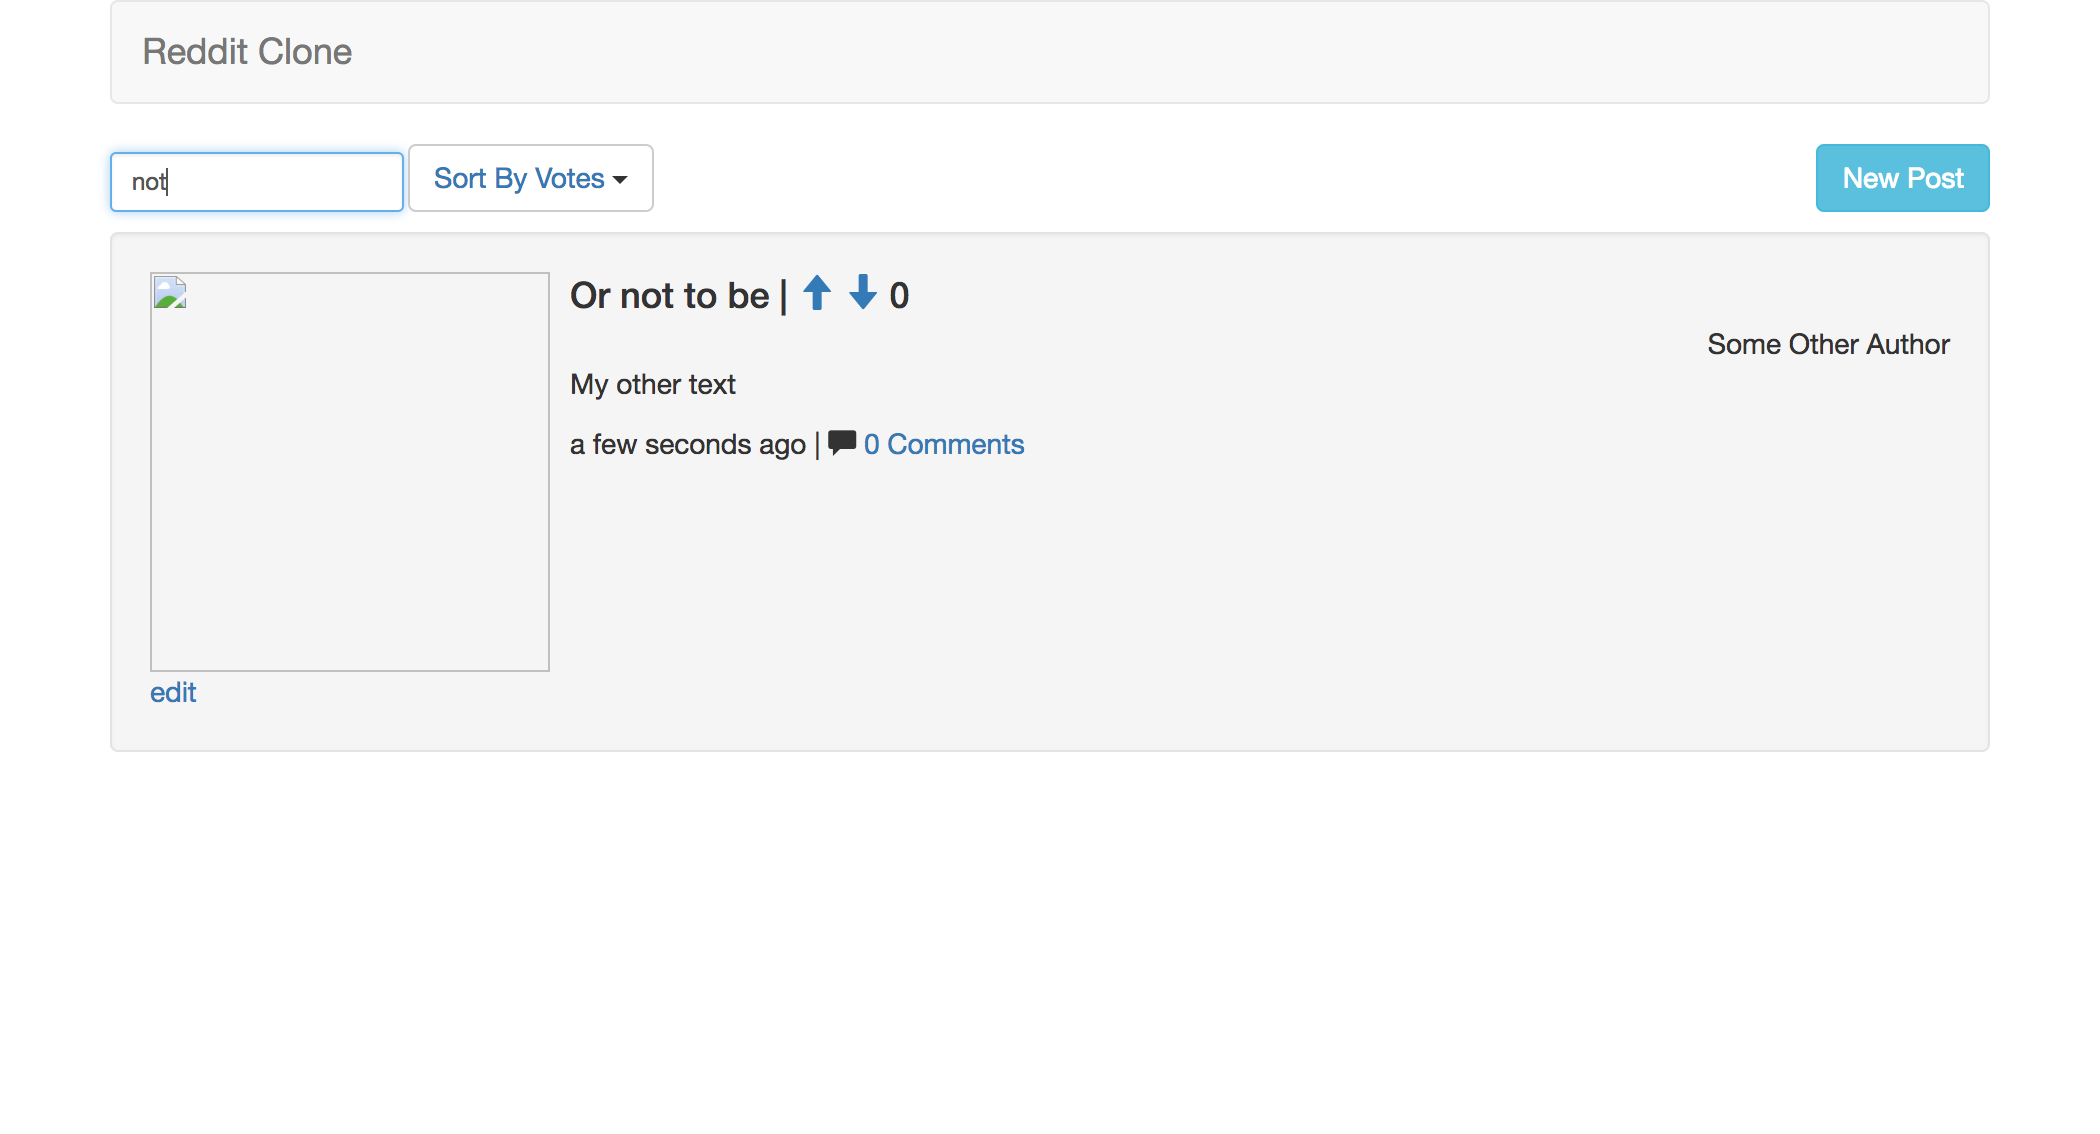 Reddit Clone
not
Sort By Votes
New Post
Or not to be | 0
Some Other Author
My other text
a few seconds ago | 0 Comments
edit